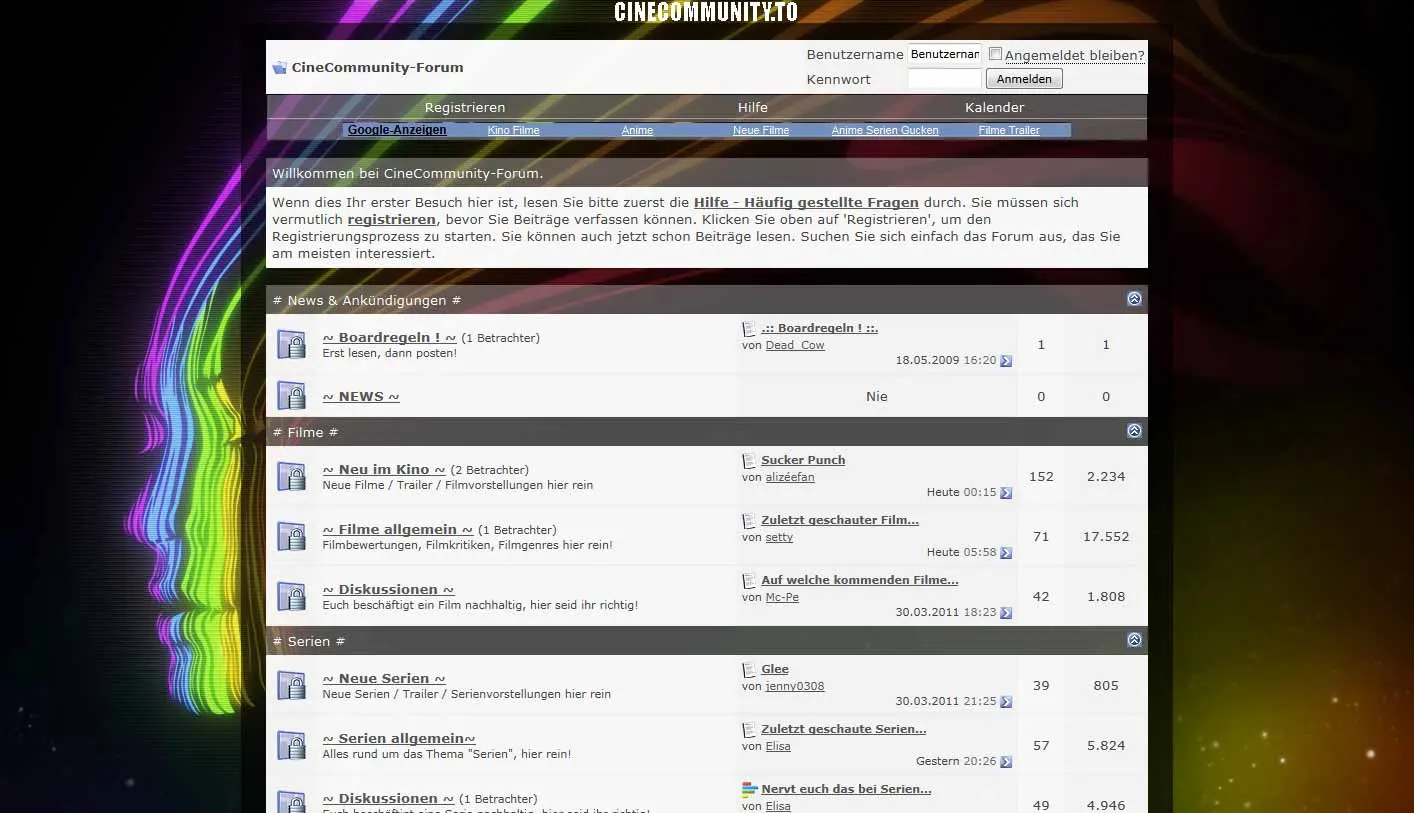 CINECOMMUNITY.TO
CineCommunity-Forum
Benutzername Benutzernan Angemeldet bleiben?
Kennwort Anmelden
Registrieren Hilfe Kalender
Google-Anzeigen Kino Filme Anime Neue Filme Anime Serien Gucken Filme Trailer
Willkommen bei CineCommunity-Forum.
Wenn dies Ihr erster Besuch hier ist, lesen Sie bitte zuerst die Hilfe - Häufig gestellte Fragen durch. Sie müssen sich
vermutlich registrieren, bevor Sie Beiträge verfassen können. Klicken Sie oben auf 'Registrieren', um den
Registrierungsprozess zu starten. Sie können auch jetzt schon Beiträge lesen. Suchen Sie sich einfach das Forum aus, das Sie
am meisten interessiert.
# News & Ankündigungen #
~ Boardregeln ! ~ (1 Betrachter)
Erst lesen, dann posten!
.:: Boardregeln ! ::.
von Dead_Cow
18.05.2009 16:20
1 1
~ NEWS ~ Nie 0 0
# Filme #
~ Neu im Kino ~ (2 Betrachter)
Neue Filme / Trailer / Filmvorstellungen hier rein
Sucker Punch
von alizéefan
Heute 00:15
152 2.234
~ Filme allgemein ~ (1 Betrachter)
Filmbewertungen, Filmkritiken, Filmgenres hier rein!
Zuletzt geschauter Film...
von setty
Heute 05:58
71 17.552
~ Diskussionen ~
Euch beschäftigt ein Film nachhaltig, hier seid ihr richtig!
Auf welche kommenden Filme...
von Mc-Pe
30.03.2011 18:23
42 1.808
# Serien #
~ Neue Serien ~
Neue Serien / Trailer / Serienvorstellungen hier rein
Glee
von jenny0308
30.03.2011 21:25
39 805
~ Serien allgemein~
Alles rund um das Thema "Serien", hier rein!
Zuletzt geschaute Serien...
von Elisa
Gestern 20:26
57 5.824
~ Diskussionen ~ (1 Betrachter)
Euch beschäftigt eine Serie nachhaltig, hier seid ihr richtig!
Nervt euch das bei Serien...
von Elisa
49 4.946